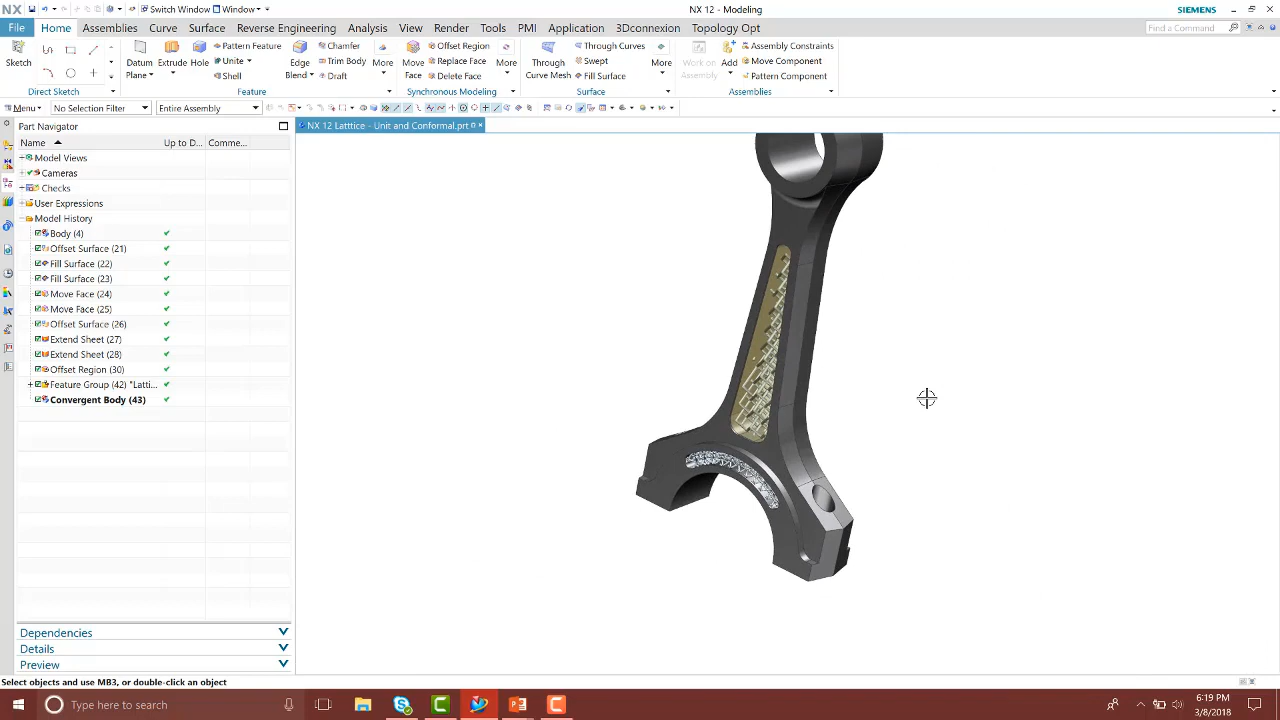 NX
Switch Window
Window
NX 12 - Modeling
SIEMENS
File
Home
Assemblies
Curve
Surface
Reverse Engineering
Analysis
View
Render
Tools
PMI
Application
3Dconnexion
Topology Opt
Find a Command
Sketch
Direct Sketch
Datum
Plane
Extrude
Hole
Pattern Feature
Unite
Shell
Edge
Blend
Chamfer
Trim Body
Draft
More
Feature
Move
Face
Offset Region
Replace Face
Delete Face
More
Synchronous Modeling
Through
Curve Mesh
Through Curves
Swept
Fill Surface
More
Surface
Work on
Assembly
Add
Assembly Constraints
Move Component
Pattern Component
Assemblies
Menu
No Selection Filter
Entire Assembly
Part Navigator
NX 12 Latttice - Unit and Conformal.prt
Name
Up to D...
Comme...
Model Views
Cameras
Checks
User Expressions
Model History
Body (4)
Offset Surface (21)
Fill Surface (22)
Fill Surface (23)
Move Face (24)
Move Face (25)
Offset Surface (26)
Extend Sheet (27)
Extend Sheet (28)
Offset Region (30)
Feature Group (42) "Latti...
Convergent Body (43)
Dependencies
Details
Preview
Select objects and use MB3, or double-click an object
Type here to search
6:19 PM
3/8/2018